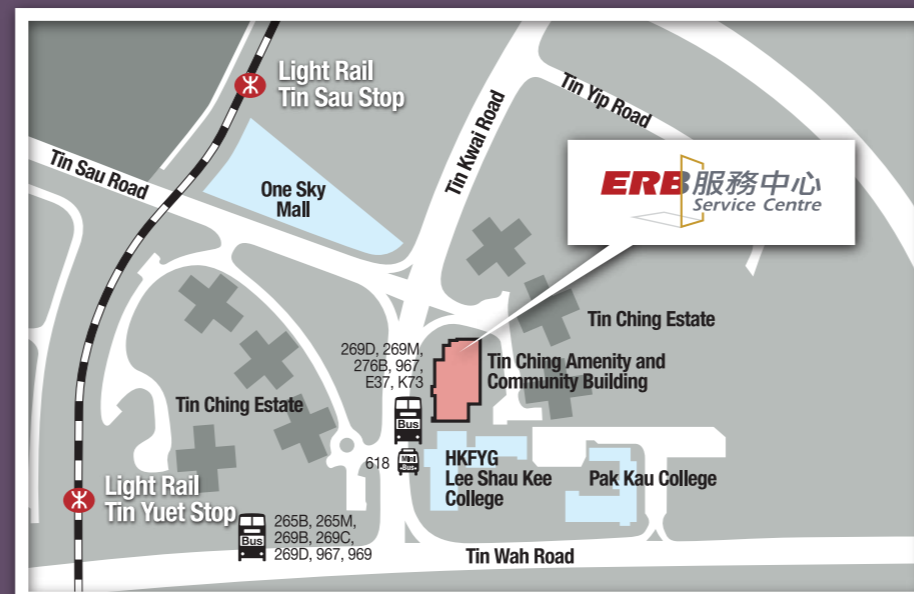 Light Rail
Tin Sau Stop
Tin Yip Road
Tin Kwai Road
Tin Sau Road
One Sky
Mall
ERB服務中心
Service Centre
Tin Ching Estate
269D, 269M,
276B, 967,
E37, K73
Tin Ching Amenity and
Community Building
Tin Ching Estate
Bus
618
Mini
Bus
HKFYG
Lee Shau Kee
College
Pak Kau College
Light Rail
Tin Yuet Stop
Bus
265B, 265M,
269B, 269C,
269D, 967, 969
Tin Wah Road